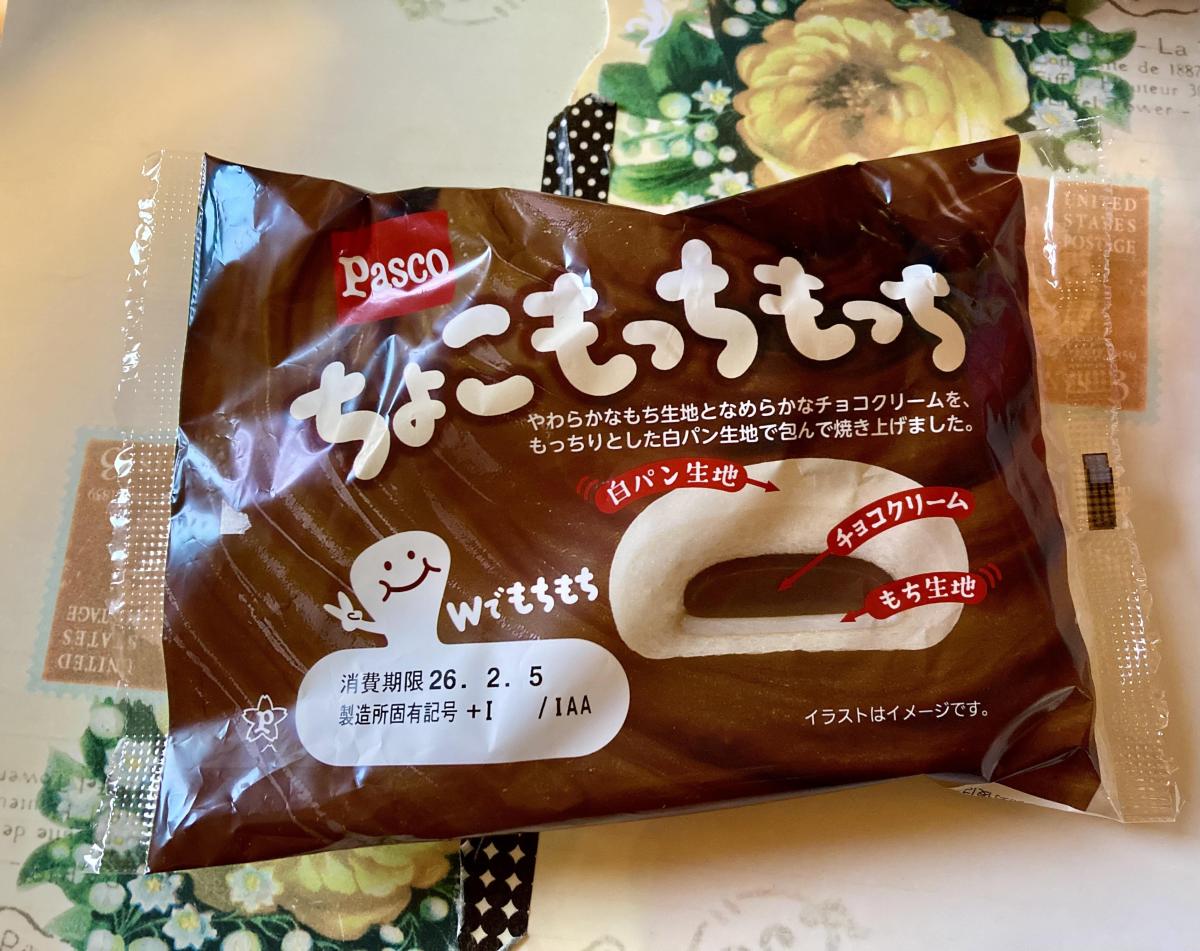 Pasco
ちょこもっちもっち
やわらかなもち生地となめらかなチョコクリームを、
もっちりとした白パン生地で包んで焼き上げました。
白パン生地
チョコクリーム
もち生地
Wでもちもち
消費期限 26. 2. 5
製造所固有記号 +I /IAA
P
イラストはイメージです。
La
de 1887
UNITED
STATES
POSTAGE
UNITED
STATES